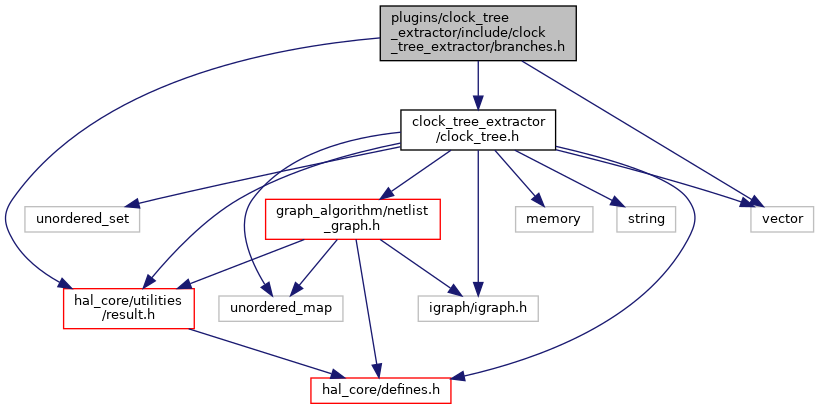 plugins/clock_tree
_extractor/include/clock
_tree_extractor/branches.h
clock_tree_extractor
/clock_tree.h
unordered_set
graph_algorithm/netlist
_graph.h
memory
string
vector
hal_core/utilities
/result.h
unordered_map
igraph/igraph.h
hal_core/defines.h